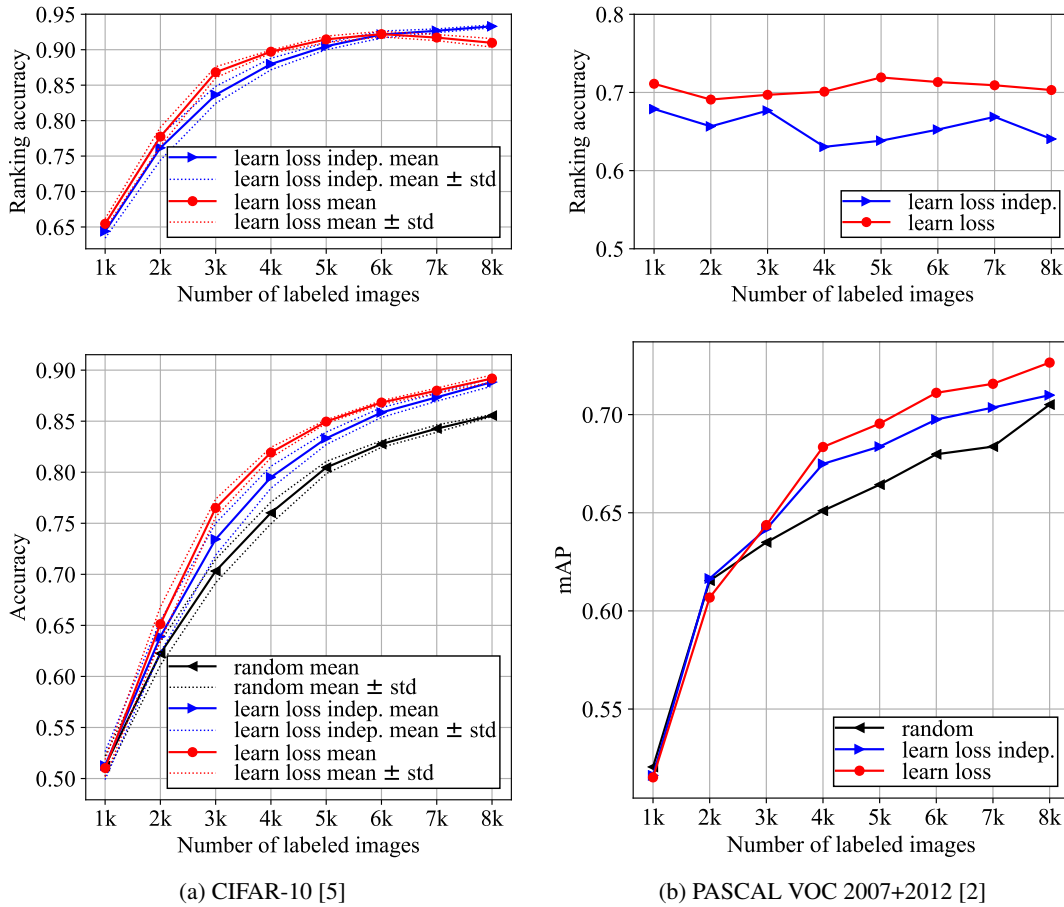 0.95
0.90
0.85
0.80
0.75
0.70
0.65
Ranking accuracy
learn loss indep. mean
learn loss indep. mean ± std
learn loss mean
learn loss mean ± std
1k 2k 3k 4k 5k 6k 7k 8k
Number of labeled images
0.8
0.7
0.6
0.5
Ranking accuracy
learn loss indep.
learn loss
1k 2k 3k 4k 5k 6k 7k 8k
Number of labeled images
0.90
0.85
0.80
0.75
0.70
0.65
0.60
0.55
0.50
Accuracy
random mean
random mean ± std
learn loss indep. mean
learn loss indep. mean ± std
learn loss mean
learn loss mean ± std
1k 2k 3k 4k 5k 6k 7k 8k
Number of labeled images
(a) CIFAR-10 [5]
0.70
0.65
0.60
0.55
mAP
random
learn loss indep.
learn loss
1k 2k 3k 4k 5k 6k 7k 8k
Number of labeled images
(b) PASCAL VOC 2007+2012 [2]